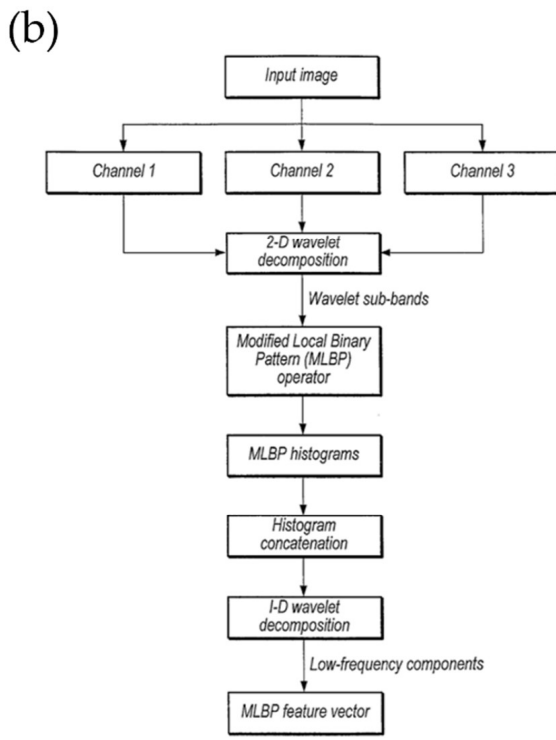 (b)
Input image
Channel 1
Channel 2
Channel 3
2-D wavelet
decomposition
Wavelet sub-bands
Modified Local Binary
Pattern (MLBP)
operator
MLBP histograms
Histogram
concatenation
I-D wavelet
decomposition
Low-frequency components
MLBP feature vector